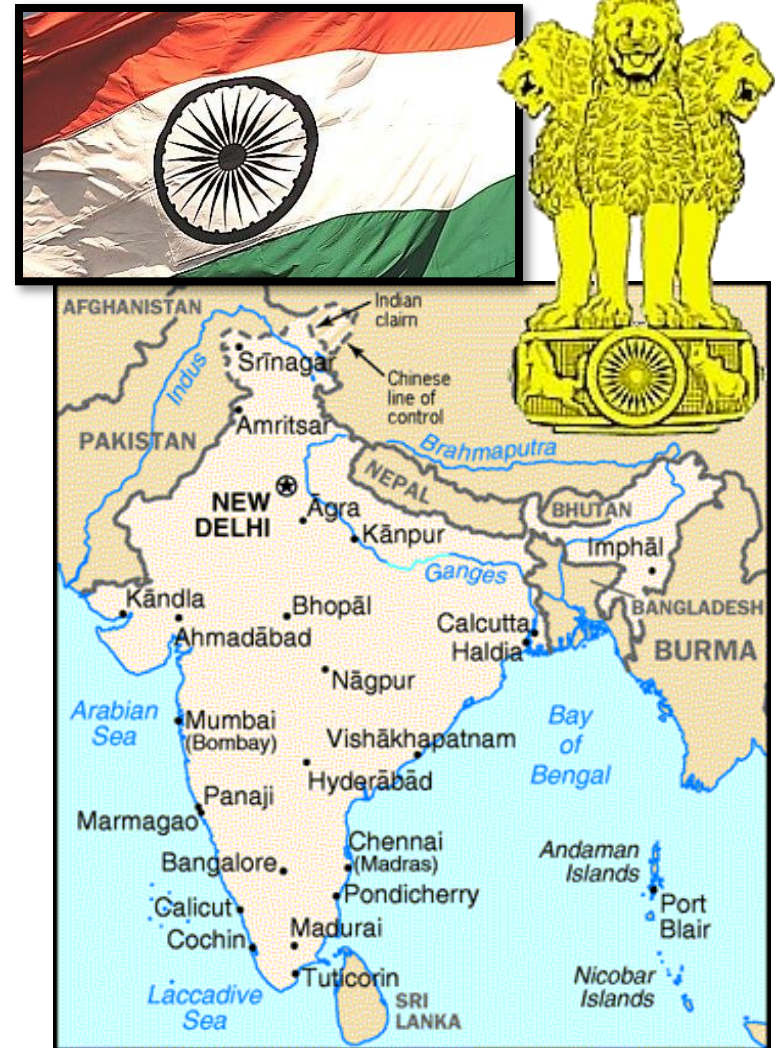 AFGHANISTAN
Indian
clairn
Srīnagar
Indus
Chinese
line of
control
Amritsar
PAKISTAN
Brahmaputra
NEPAL
NEW
DELHI
Āgra
BHUTAN
Kānpur
Imphāl
Ganges
Kāndla
Bhopāl
BANGLADESH
Ahmadābad
Calcutta
Haldia
BURMA
Nāgpur
Arabian
Sea
Mumbai
(Bombay)
Vishākhapatnam
Bay
of
Bengal
Hyderābād
Panaji
Marmagao
Chennai
(Madras)
Andaman
Islands
Bangalore
Pondicherry
Port
Blair
Calicut
Madurai
Cochin
Tuticorin
Nicobar
Islands
Laccadive
Sea
SRI
LANKA